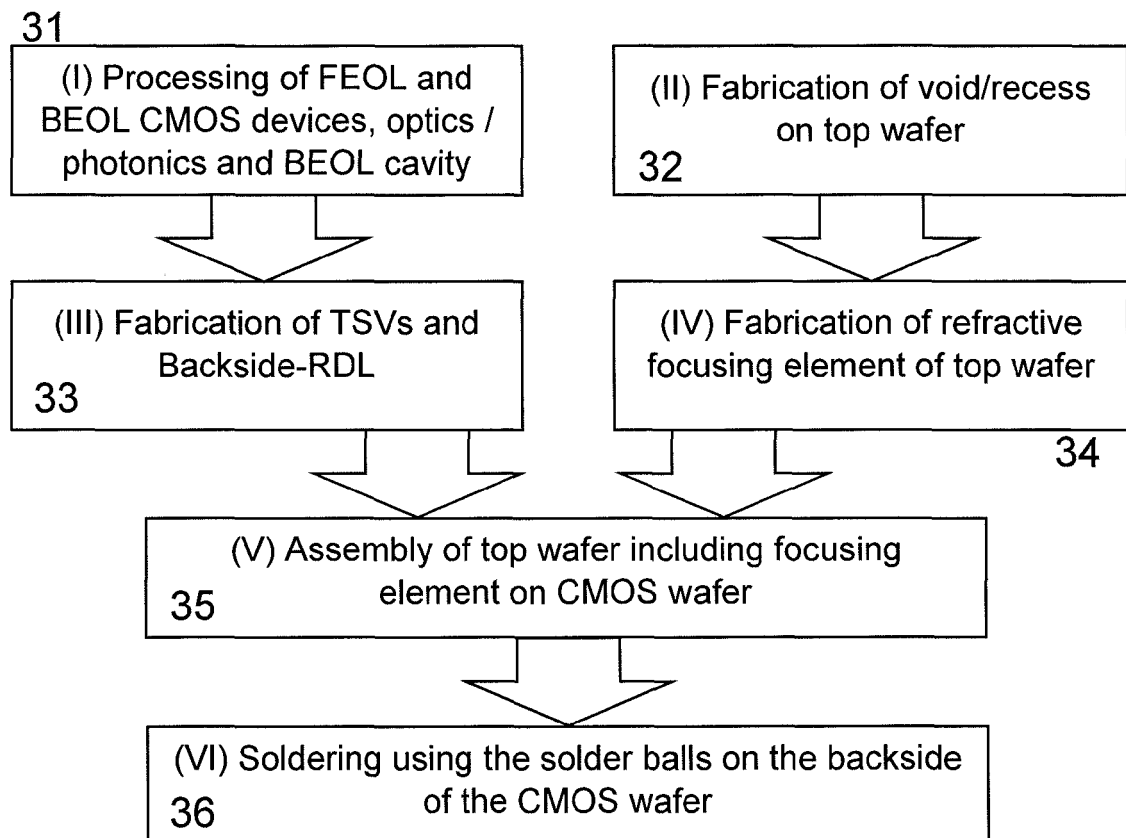 31
(I) Processing of FEOL and
BEOL CMOS devices, optics /
photonics and BEOL cavity
(II) Fabrication of void/recess
on top wafer
32
(III) Fabrication of TSVs and
Backside-RDL
33
(IV) Fabrication of refractive
focusing element of top wafer
34
(V) Assembly of top wafer including focusing
element on CMOS wafer
35
(VI) Soldering using the solder balls on the backside
of the CMOS wafer
36